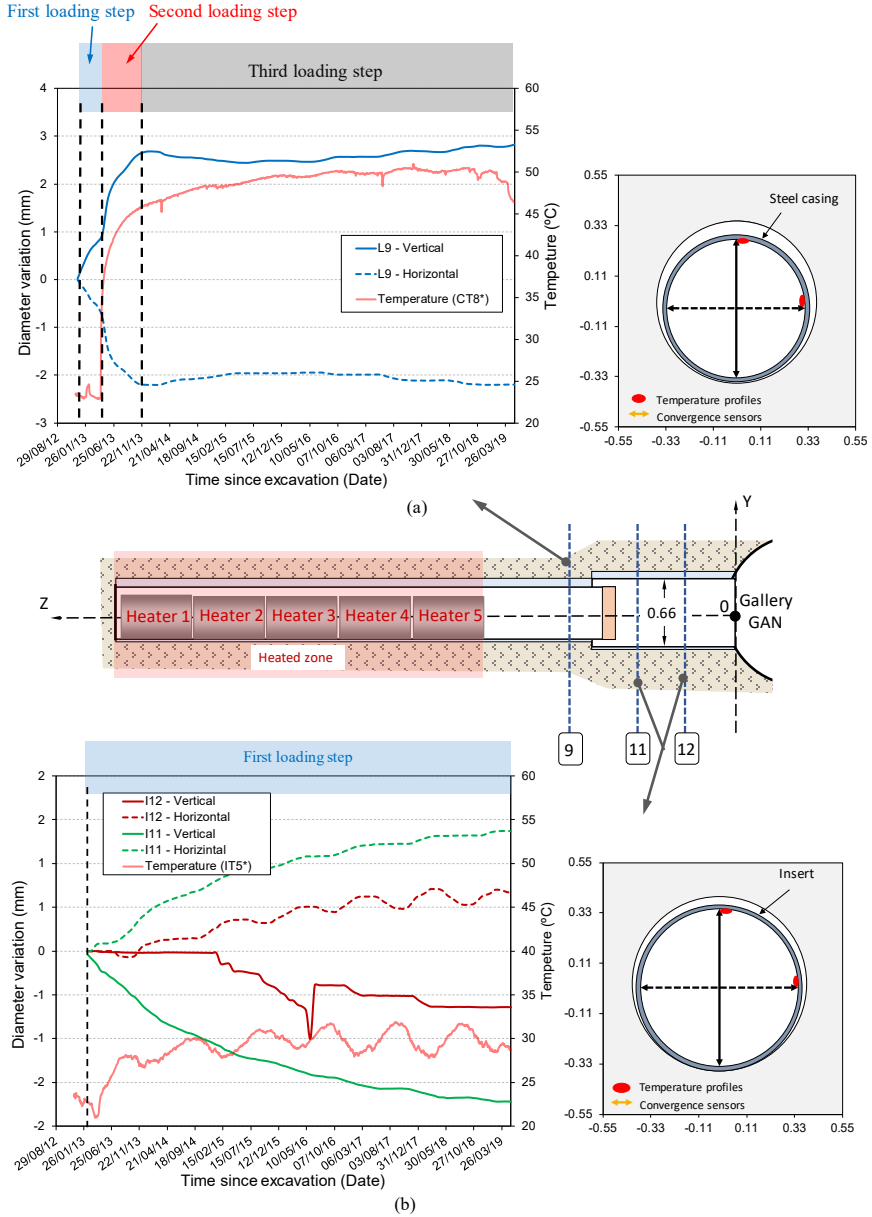 First loading step
Second loading step
Third loading step
4
3
2
1
0
-1
-2
-3
Diameter variation (mm)
60
55
50
45
40
35
30
25
20
Tempeture (ºC)
L9 - Vertical
L9 - Horizontal
Temperature (CT8*)
29/08/12
26/01/13
25/06/13
22/11/13
21/04/14
18/09/14
15/02/15
15/07/15
12/12/15
10/05/16
07/10/16
06/03/17
03/08/17
31/12/17
30/05/18
27/10/18
26/03/19
Time since excavation (Date)
0.55
0.33
0.11
-0.11
-0.33
-0.55
Steel casing
Temperature profiles
Convergence sensors
-0.55 -0.33 -0.11 0.11 0.33 0.55
(a)
Y
Z
Heater 1 Heater 2 Heater 3 Heater 4 Heater 5
Heated zone
0.66
0
Gallery
GAN
9 11 12
First loading step
2
2
1
1
0
-1
-1
-2
-2
Diameter variation (mm)
60
55
50
45
40
35
30
25
20
Tempeture (ºC)
I12 - Vertical
I12 - Horizontal
I11 - Vertical
I11 - Horizintal
Temperature (IT5*)
29/08/12
26/01/13
25/06/13
22/11/13
21/04/14
18/09/14
15/02/15
15/07/15
12/12/15
10/05/16
07/10/16
06/03/17
03/08/17
31/12/17
30/05/18
27/10/18
26/03/19
Time since excavation (Date)
0.55
0.33
0.11
-0.11
-0.33
-0.55
Insert
Temperature profiles
Convergence sensors
-0.55 -0.33 -0.11 0.11 0.33 0.55
(b)